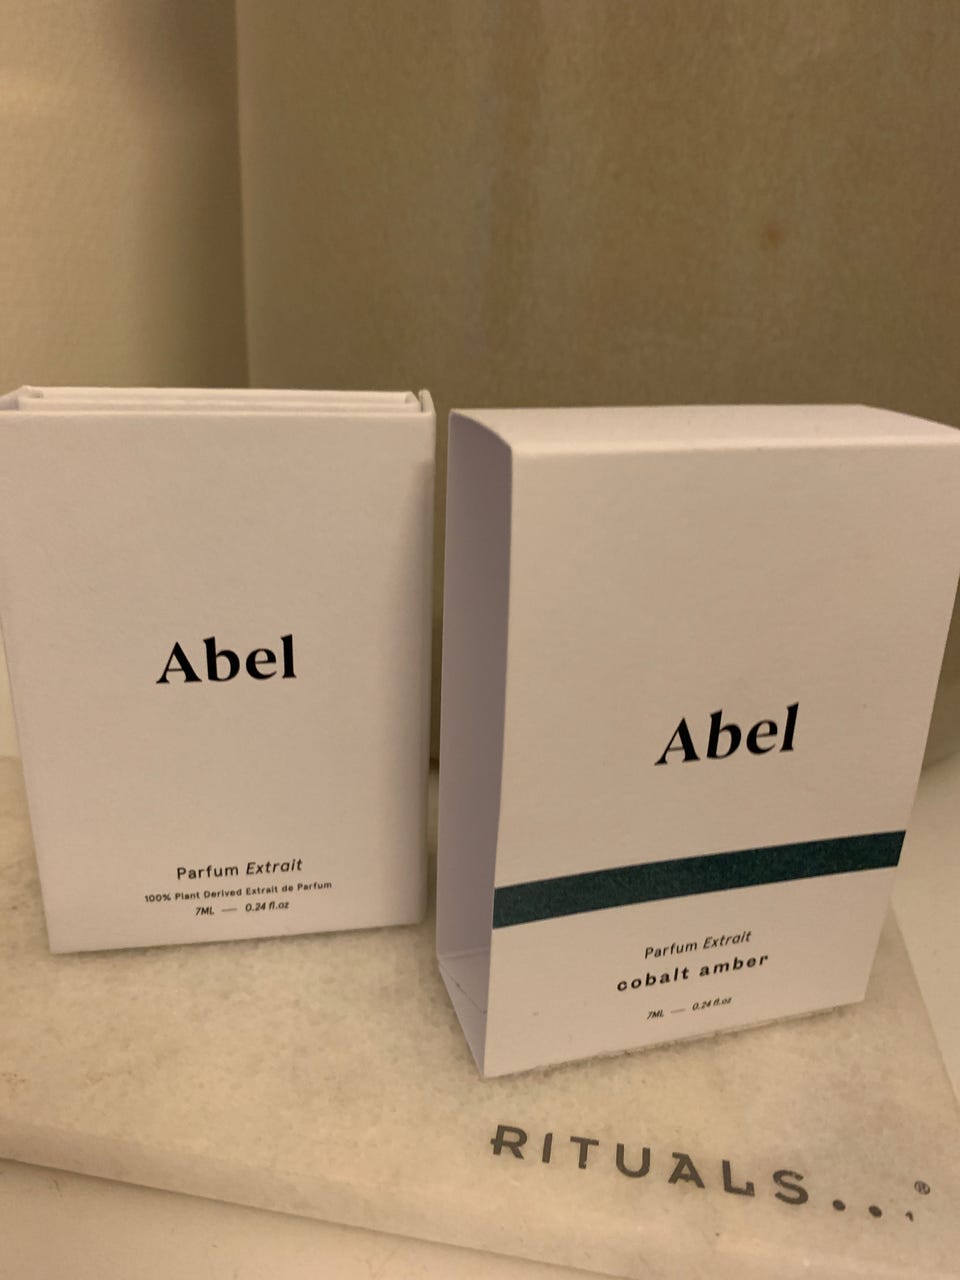 Abel
Parfum Extrait
100% Plant Derived Extrait de Parfum
7ML — 0.24 fl.oz
Abel
Parfum Extrait
cobalt amber
7ML — 0.24 fl.oz
RITUALS...®